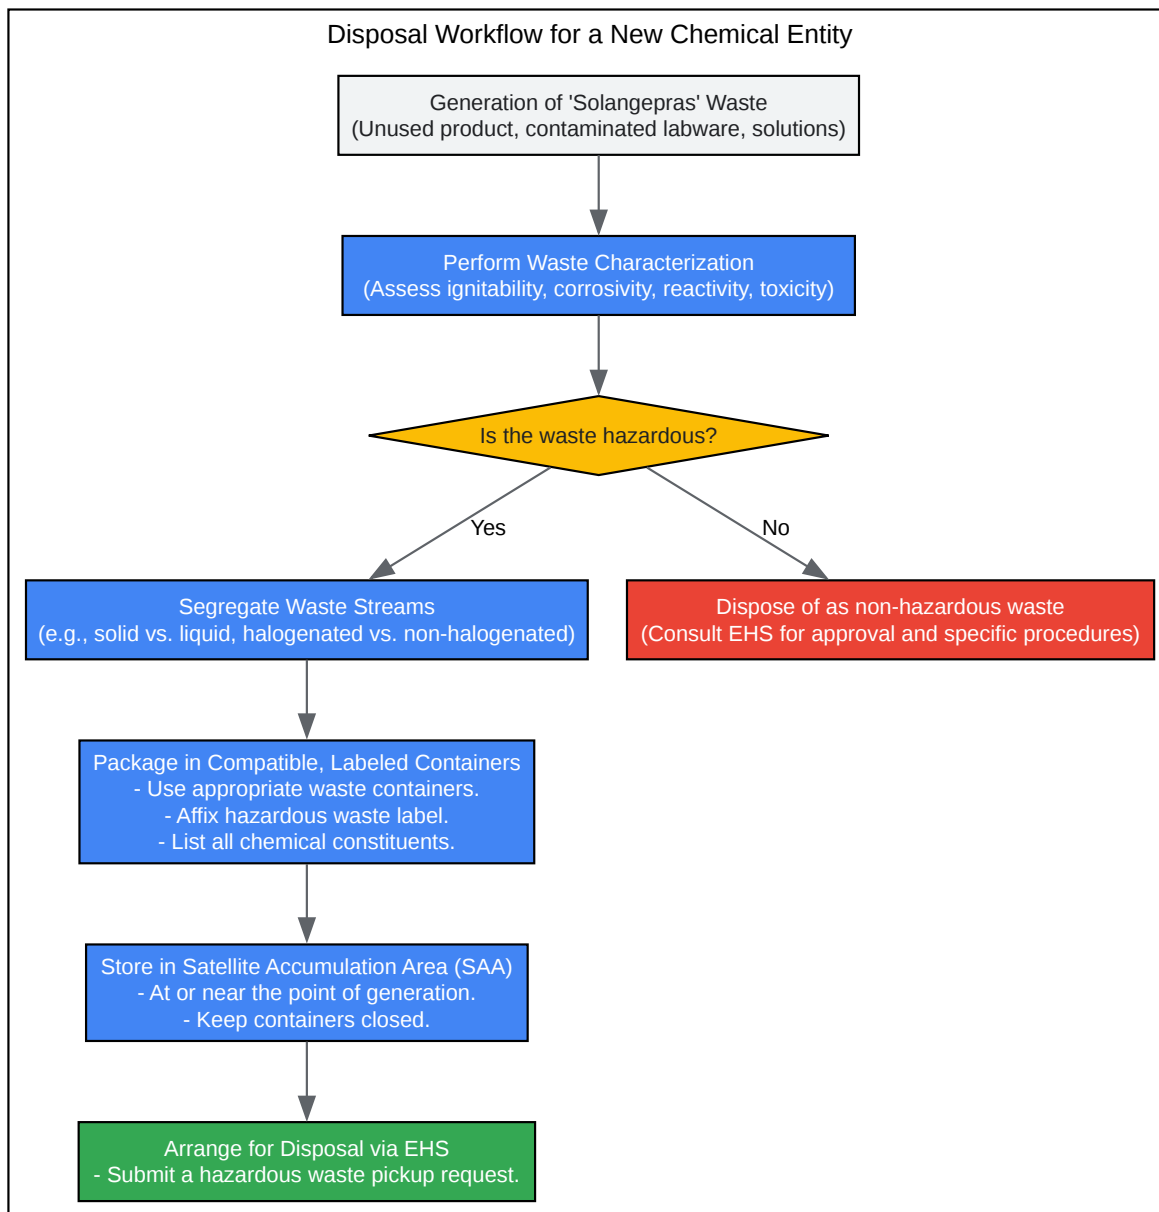 Disposal Workflow for a New Chemical Entity
Generation of 'Solangepras' Waste
(Unused product, contaminated labware, solutions)
Perform Waste Characterization
(Assess ignitability, corrosivity, reactivity, toxicity)
Is the waste hazardous?
Yes
No
Segregate Waste Streams
(e.g., solid vs. liquid, halogenated vs. non-halogenated)
Dispose of as non-hazardous waste
(Consult EHS for approval and specific procedures)
Package in Compatible, Labeled Containers
- Use appropriate waste containers.
- Affix hazardous waste label.
- List all chemical constituents.
Store in Satellite Accumulation Area (SAA)
- At or near the point of generation.
- Keep containers closed.
Arrange for Disposal via EHS
- Submit a hazardous waste pickup request.